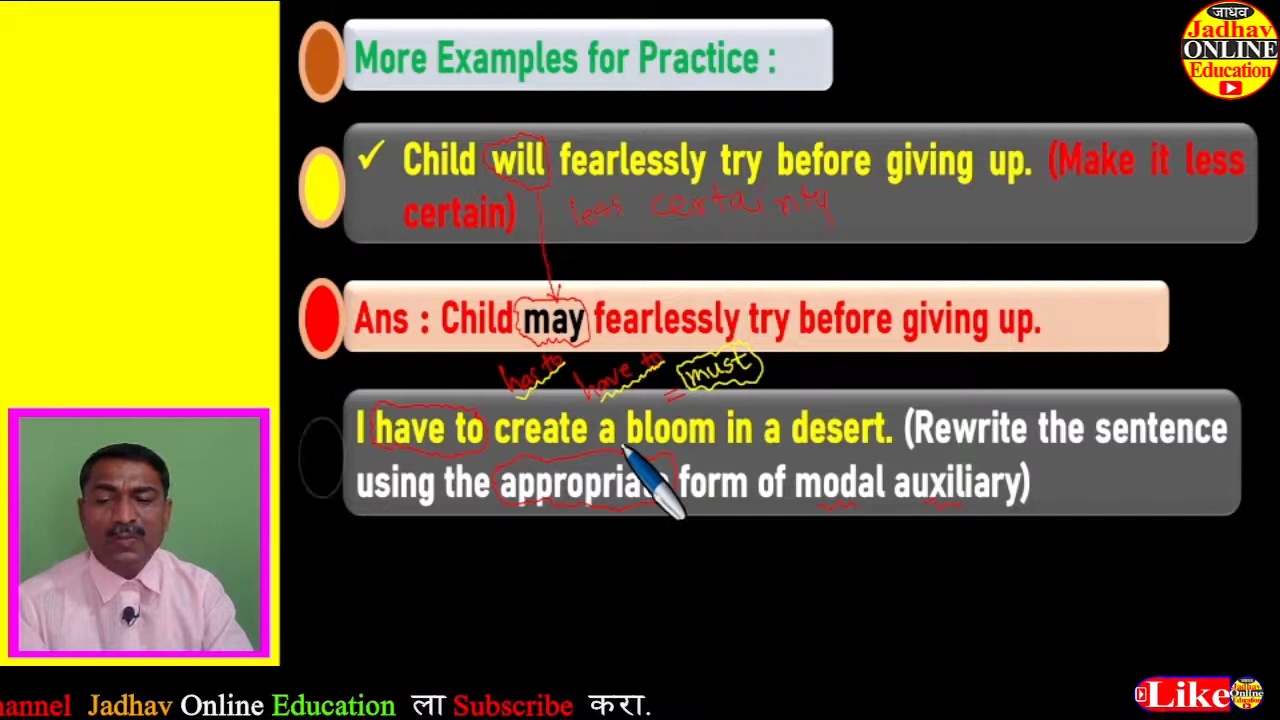 जाधव
Jadhav
ONLINE
Education
More Examples for Practice :
✓ Child will fearlessly try before giving up. (Make it less
certain)
less certainty
Ans : Child may fearlessly try before giving up.
has to have to = must
I have to create a bloom in a desert. (Rewrite the sentence
using the appropriate form of modal auxiliary)
hannel Jadhav Online Education ला Subscribe करा.
Like